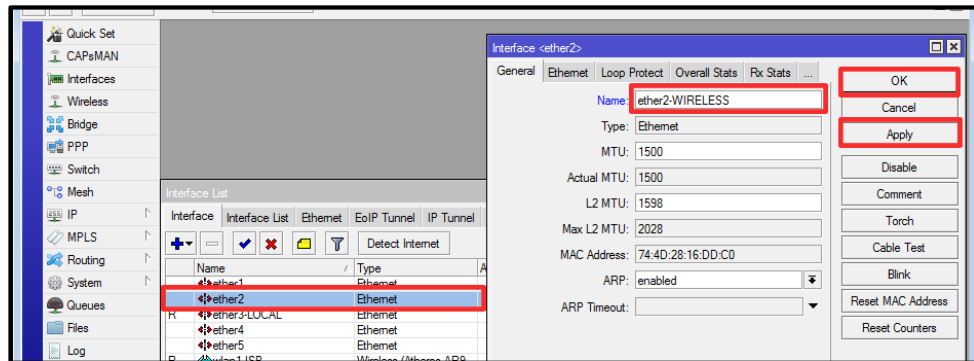 Quick Set
CAPsMAN
Interfaces
Wireless
Bridge
PPP
Switch
Mesh
IP
MPLS
Routing
System
Queues
Files
Log
Interface List
Interface Interface List Ethernet EoIP Tunnel IP Tunnel
Detect Internet
Name Type A
ether1 Ethernet
ether2 Ethernet
R ether3-LOCAL Ethernet
ether4 Ethernet
ether5 Ethernet
R wlan1-ISP Wireless (Atheros AR9
Interface <ether2>
General Ethernet Loop Protect Overall Stats Rx Stats ...
Name: ether2-WIRELESS
Type: Ethernet
MTU: 1500
Actual MTU: 1500
L2 MTU: 1598
Max L2 MTU: 2028
MAC Address: 74:4D:28:16:DD:C0
ARP: enabled
ARP Timeout:
OK
Cancel
Apply
Disable
Comment
Torch
Cable Test
Blink
Reset MAC Address
Reset Counters